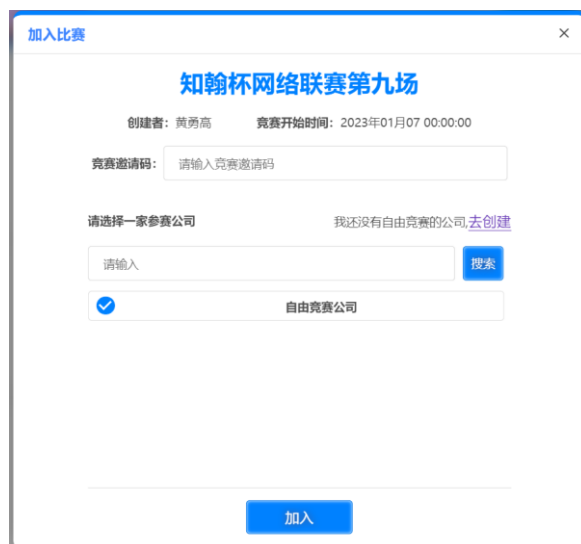 加入比赛 ×
知翰杯网络联赛第九场
创建者：黄勇高 竞赛开始时间：2023年01月07 00:00:00
竞赛邀请码： 请输入竞赛邀请码
请选择一家参赛公司 我还没有自由竞赛的公司,去创建
请输入 搜索
自由竞赛公司
加入